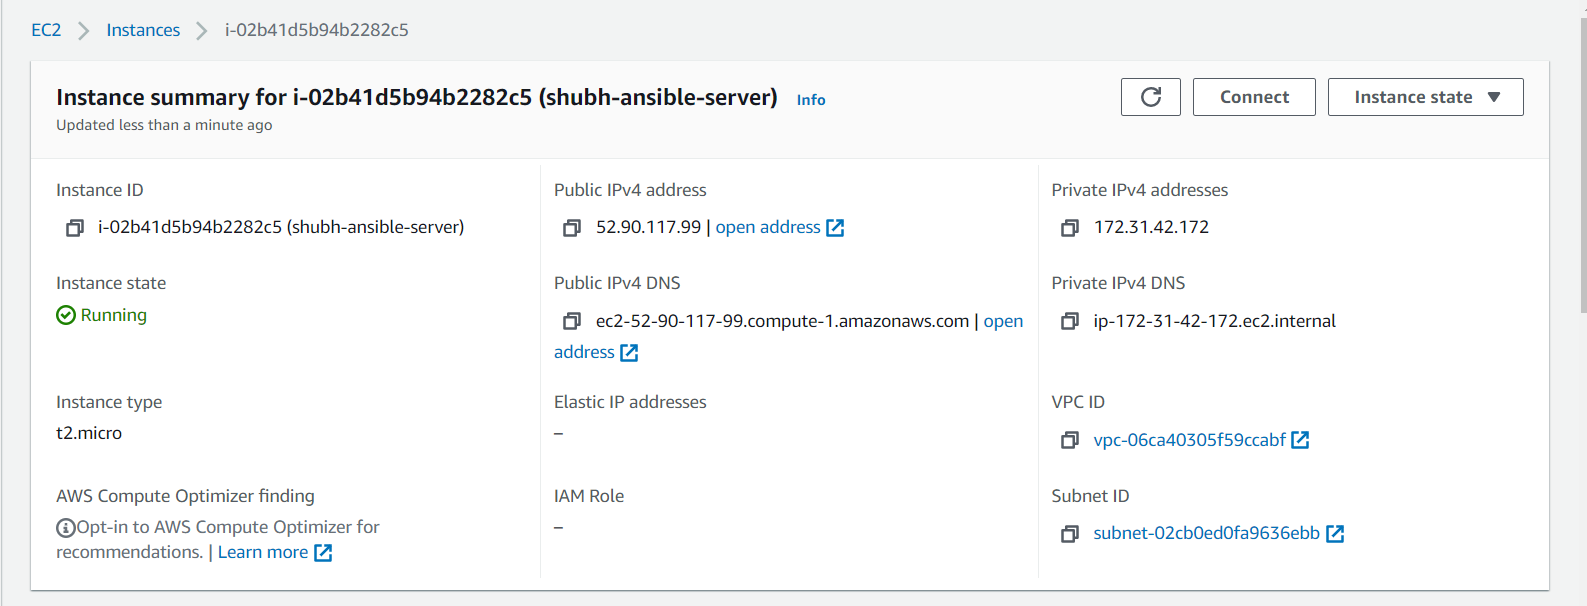 EC2 > Instances > i-02b41d5b94b2282c5
Instance summary for i-02b41d5b94b2282c5 (shubh-ansible-server) Info
Updated less than a minute ago
Connect
Instance state
Instance ID
i-02b41d5b94b2282c5 (shubh-ansible-server)
Public IPv4 address
52.90.117.99 | open address
Private IPv4 addresses
172.31.42.172
Instance state
Running
Public IPv4 DNS
ec2-52-90-117-99.compute-1.amazonaws.com | open
address
Private IPv4 DNS
ip-172-31-42-172.ec2.internal
Instance type
t2.micro
Elastic IP addresses
–
VPC ID
vpc-06ca40305f59ccabf
AWS Compute Optimizer finding
Opt-in to AWS Compute Optimizer for
recommendations. | Learn more
IAM Role
–
Subnet ID
subnet-02cb0ed0fa9636ebb